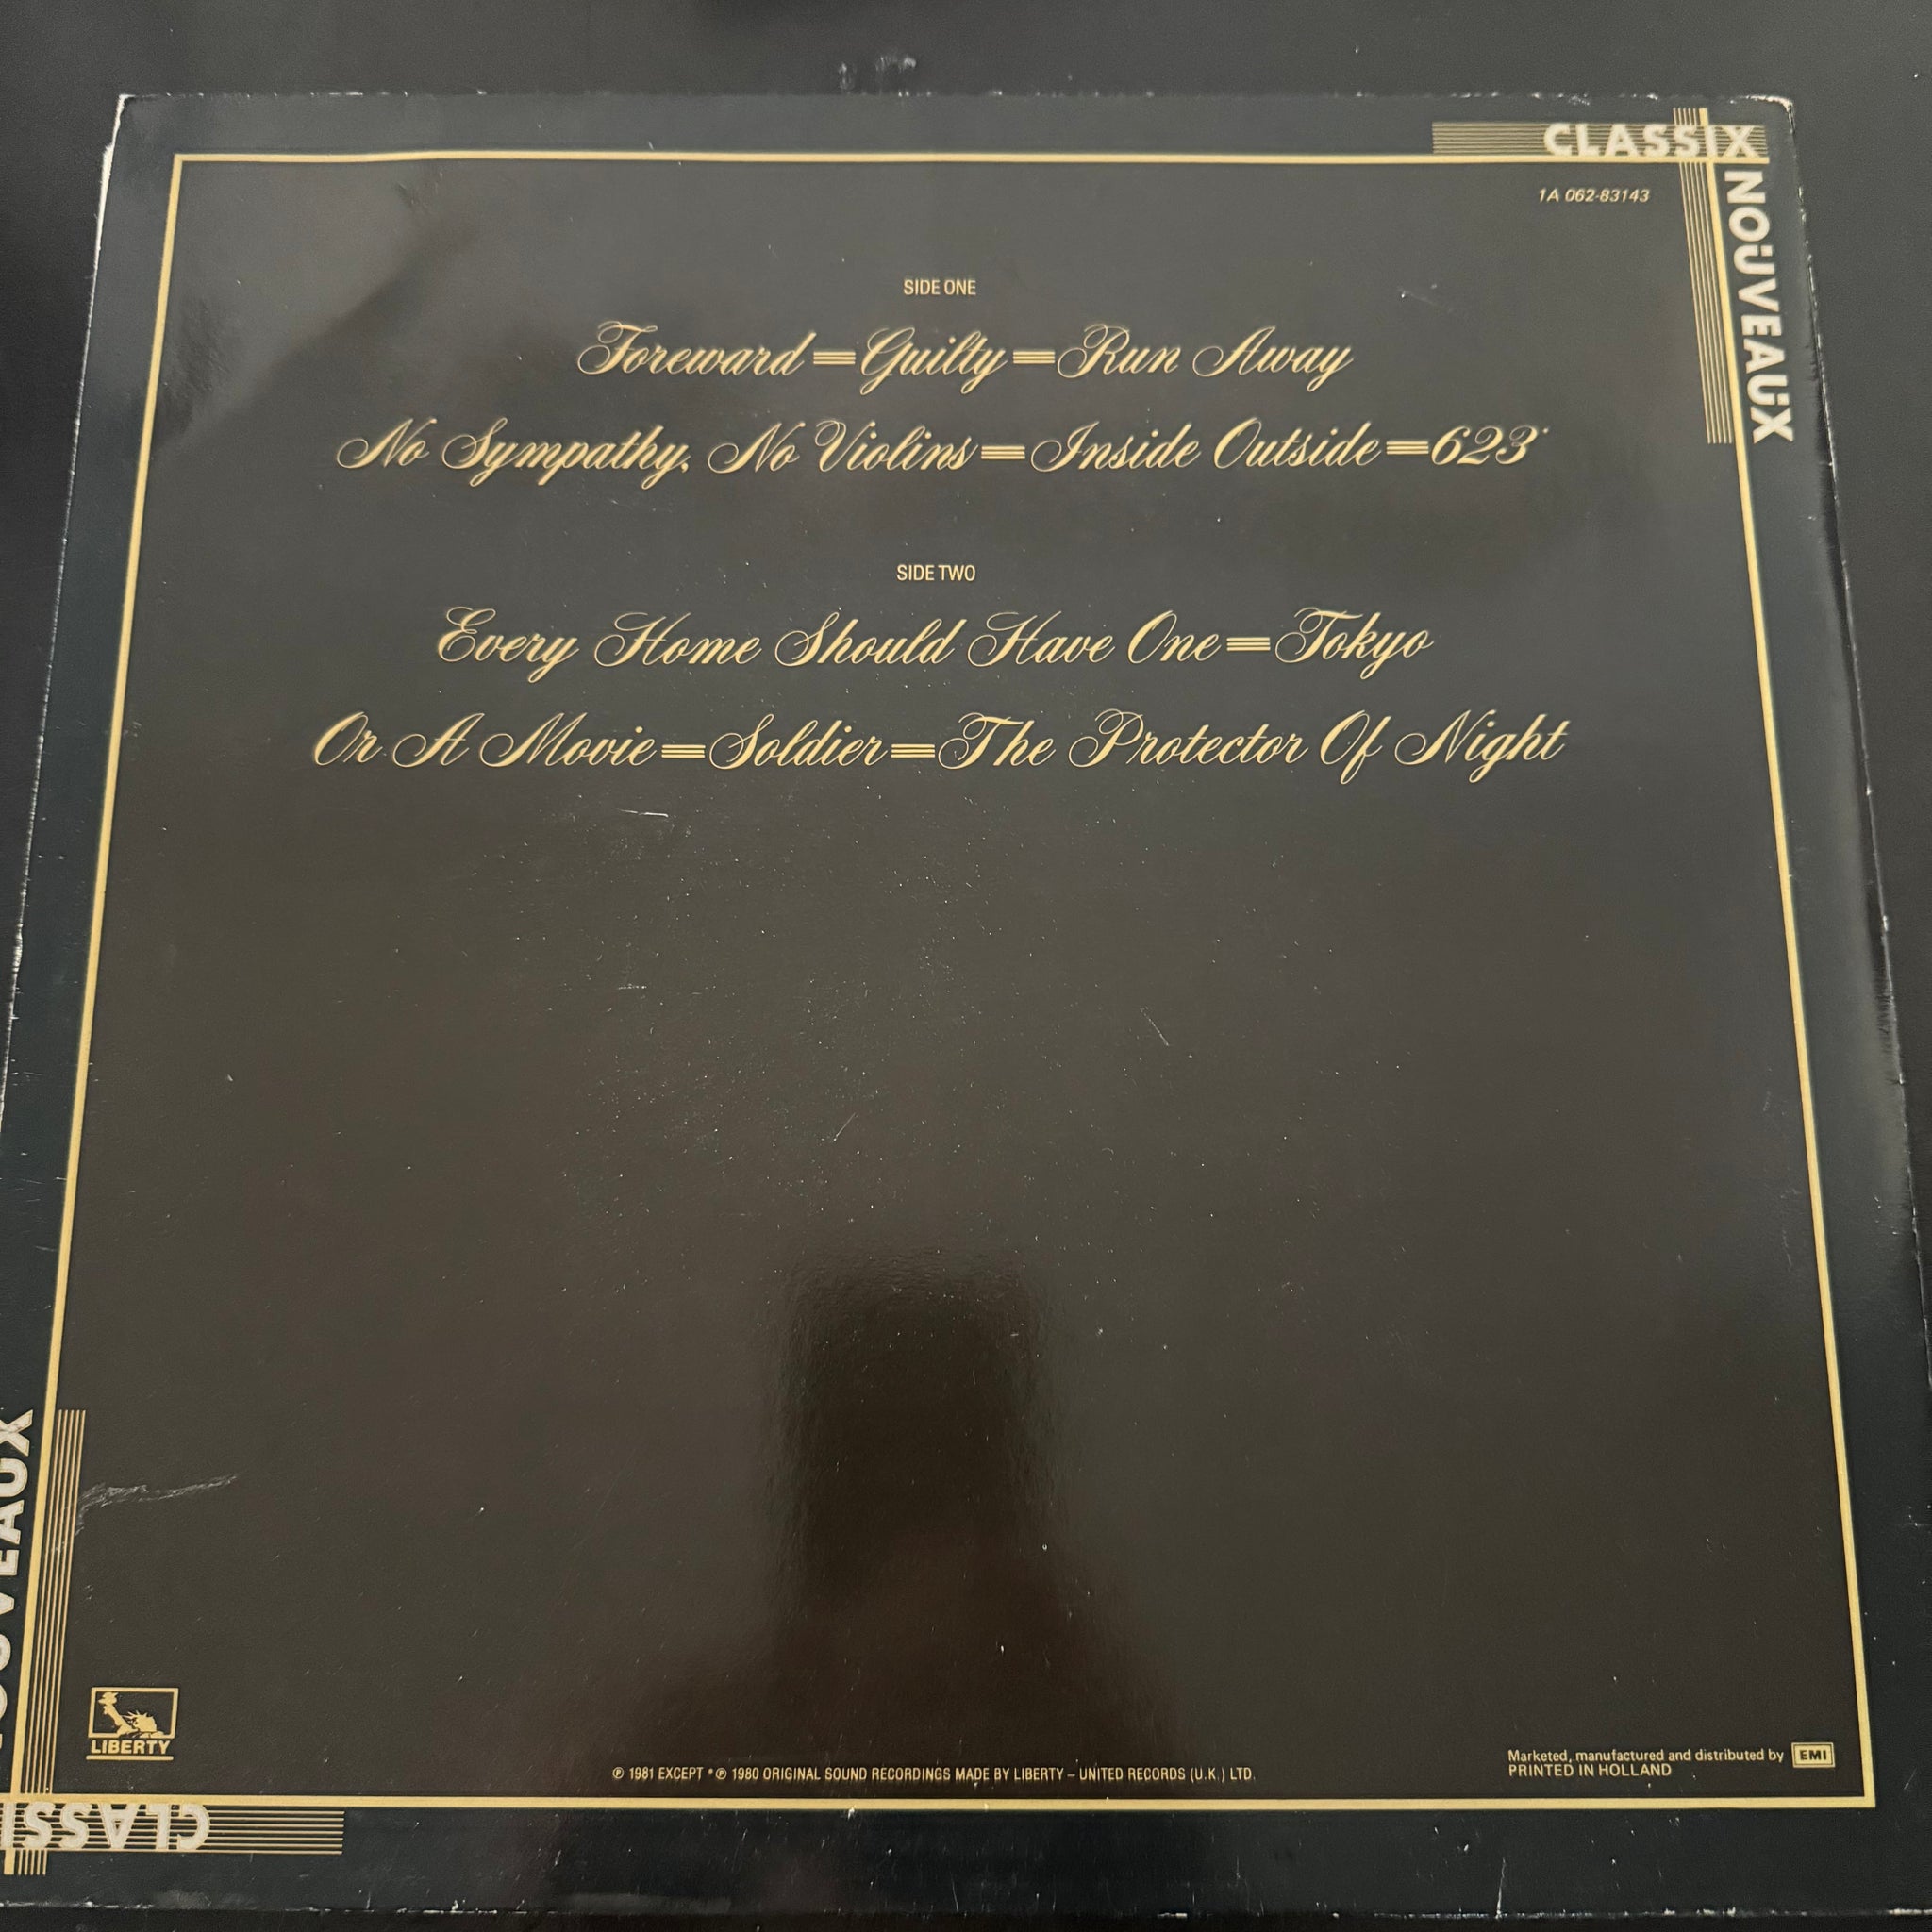 CLASSIX
NOÜVEAÜX
1A 062-83143
SIDE ONE
Foreward = Guilty = Run Away
No Sympathy, No Violins = Inside Outside = 623*
SIDE TWO
Every Home Should Have One = Tokyo
Or A Movie = Soldier = The Protector Of Night
NOÜVEAÜX
LIBERTY
℗ 1981 EXCEPT * ℗ 1980 ORIGINAL SOUND RECORDINGS MADE BY LIBERTY – UNITED RECORDS (U.K.) LTD.
Marketed, manufactured and distributed by EMI
PRINTED IN HOLLAND
CLASSI